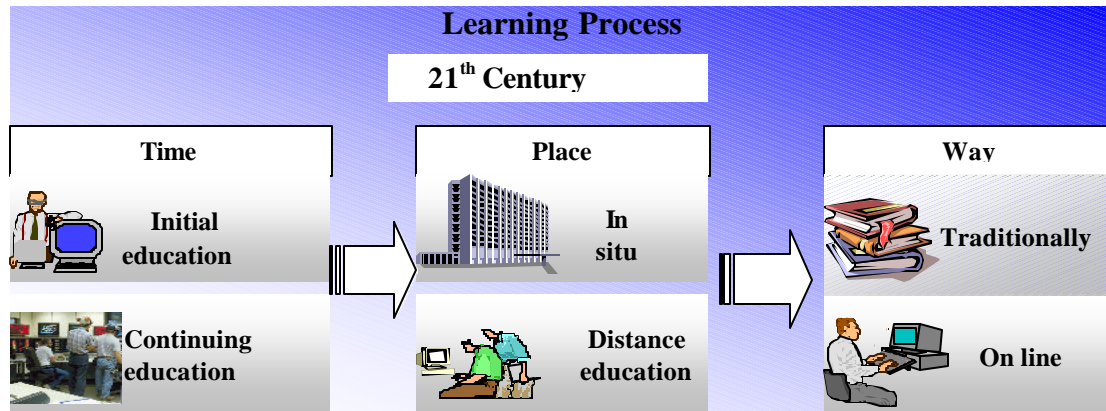 Learning Process
21th Century
Time
Initial
education
Continuing
education
Place
In
situ
Distance
education
Way
Traditionally
On line